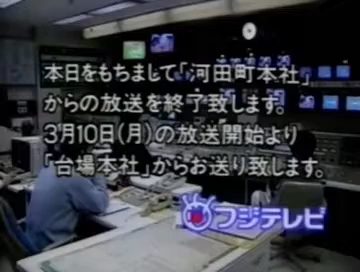 本日をもちまして「河田町本社」
からの放送を終了致します。
3月10日(月)の放送開始より
「台場本社」からお送り致します。
フジテレビ